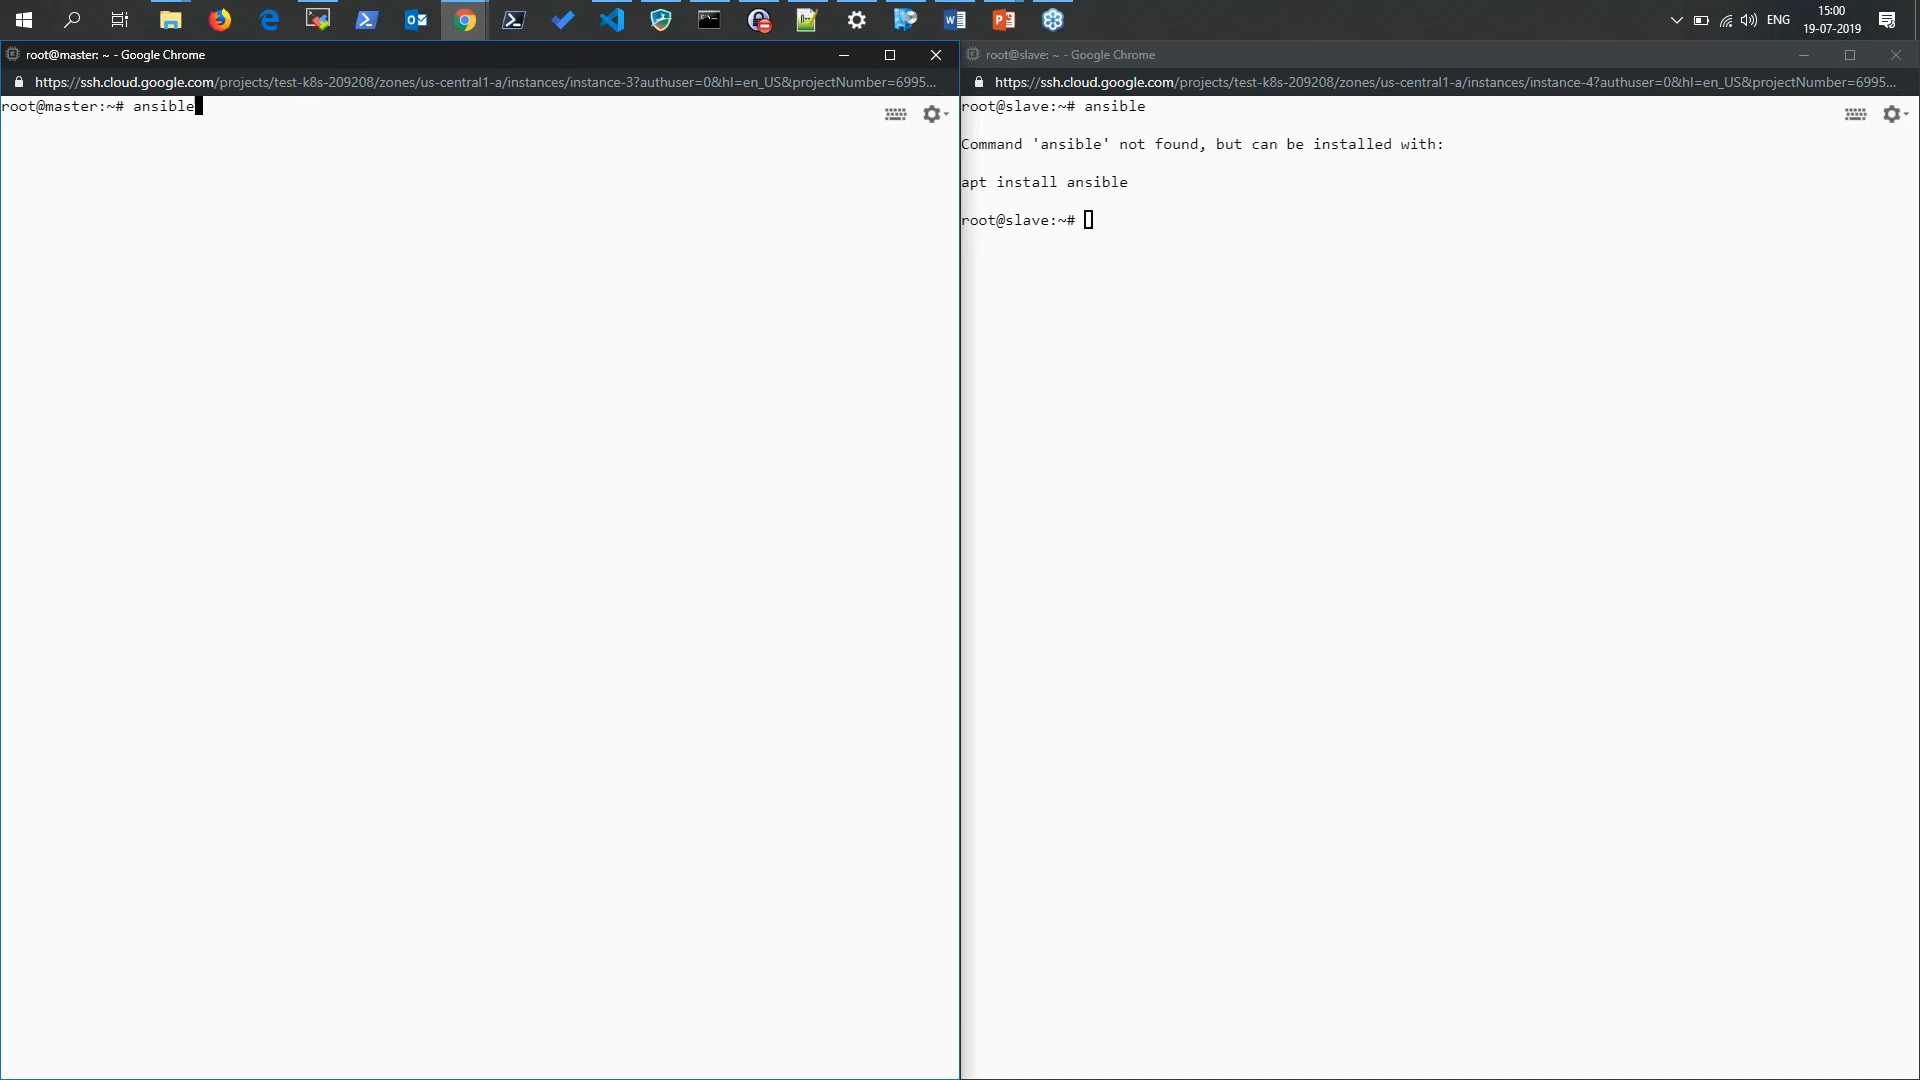 15:00
ENG
19-07-2019
root@master: ~ - Google Chrome
https://ssh.cloud.google.com/projects/test-k8s-209208/zones/us-central1-a/instances/instance-3?authuser=0&hl=en_US&projectNumber=6995...
root@master:~# ansible
root@slave: ~ - Google Chrome
https://ssh.cloud.google.com/projects/test-k8s-209208/zones/us-central1-a/instances/instance-4?authuser=0&hl=en_US&projectNumber=6995...
root@slave:~# ansible
Command 'ansible' not found, but can be installed with:
apt install ansible
root@slave:~#